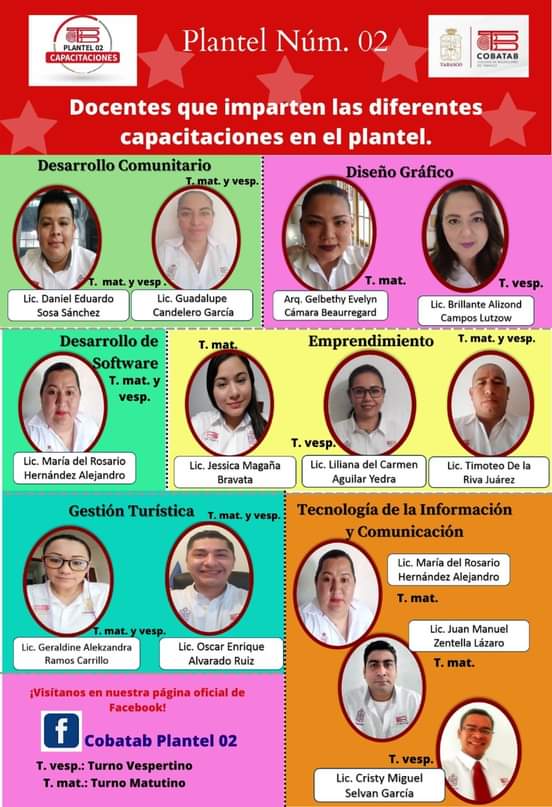 PLANTEL 02
CAPACITACIONES
Plantel Núm. 02
TABASCO
COBATAB
Docentes que imparten las diferentes
capacitaciones en el plantel.
Desarrollo Comunitario
T. mat. y vesp.
T. mat. y vesp.
Lic. Daniel Eduardo
Sosa Sánchez
Lic. Guadalupe
Candelero García
Diseño Gráfico
T. mat.
T. vesp.
Arq. Gelbethy Evelyn
Cámara Beaurregard
Lic. Brillante Alizond
Campos Lutzow
Desarrollo de
Software
T. mat. y
vesp.
Lic. María del Rosario
Hernández Alejandro
Emprendimiento
T. mat.
T. mat. y vesp.
T. vesp.
Lic. Jessica Magaña
Bravata
Lic. Liliana del Carmen
Aguilar Yedra
Lic. Timoteo De la
Riva Juárez
Gestión Turística
T. mat. y vesp.
T. mat. y vesp.
Lic. Geraldine Alekzandra
Ramos Carrillo
Lic. Oscar Enrique
Alvarado Ruiz
Tecnología de la Información
y Comunicación
Lic. María del Rosario
Hernández Alejandro
T. mat.
Lic. Juan Manuel
Zentella Lázaro
T. mat.
T. vesp.
Lic. Cristy Miguel
Selvan García
¡Visítanos en nuestra página oficial de
Facebook!
f
Cobatab Plantel 02
T. vesp.: Turno Vespertino
T. mat.: Turno Matutino